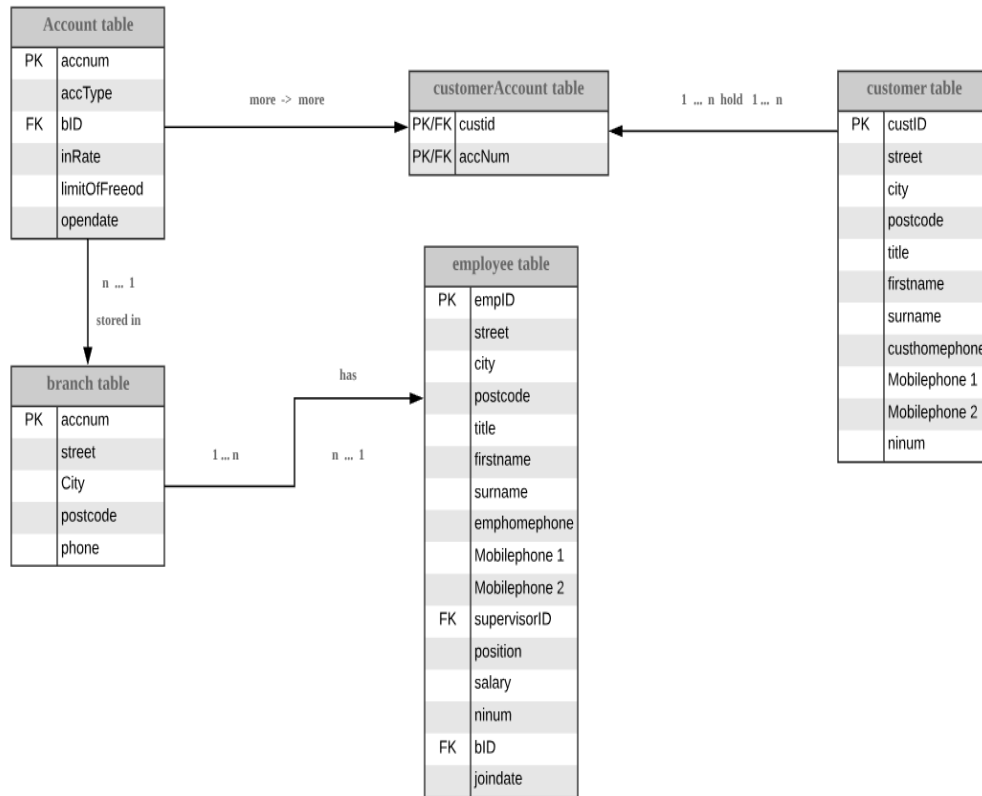 Account table
PK accnum
accType
FK bID
inRate
limitOfFreeod
opendate
more -> more
customerAccount table
PK/FK custid
PK/FK accNum
1 ... n hold 1 ... n
customer table
PK custID
street
city
postcode
title
firstname
surname
custhomephone
Mobilephone 1
Mobilephone 2
ninum
n ... 1
stored in
branch table
PK accnum
street
City
postcode
phone
has
1 ... n
n ... 1
employee table
PK empID
street
city
postcode
title
firstname
surname
emphomephone
Mobilephone 1
Mobilephone 2
FK supervisorID
position
salary
ninum
FK bID
joindate